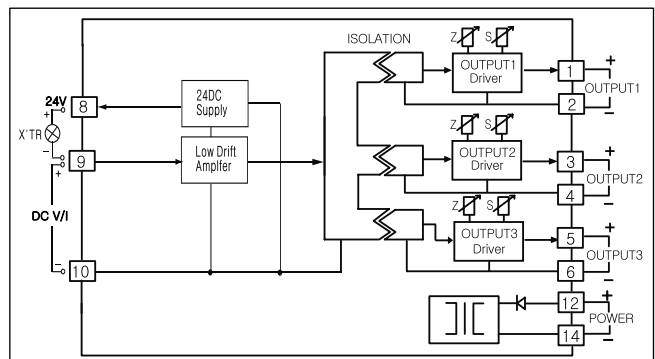 ISOLATION
Z S
OUTPUT1
Driver
1
+
OUTPUT1
2
−
24V
8
+
X'TR
−
24DC
Supply
9
+
Low Drift
Amplfer
DC V/I
−
10
Z S
OUTPUT2
Driver
3
+
OUTPUT2
4
−
Z S
OUTPUT3
Driver
5
+
OUTPUT3
6
−
12
+
POWER
14
−